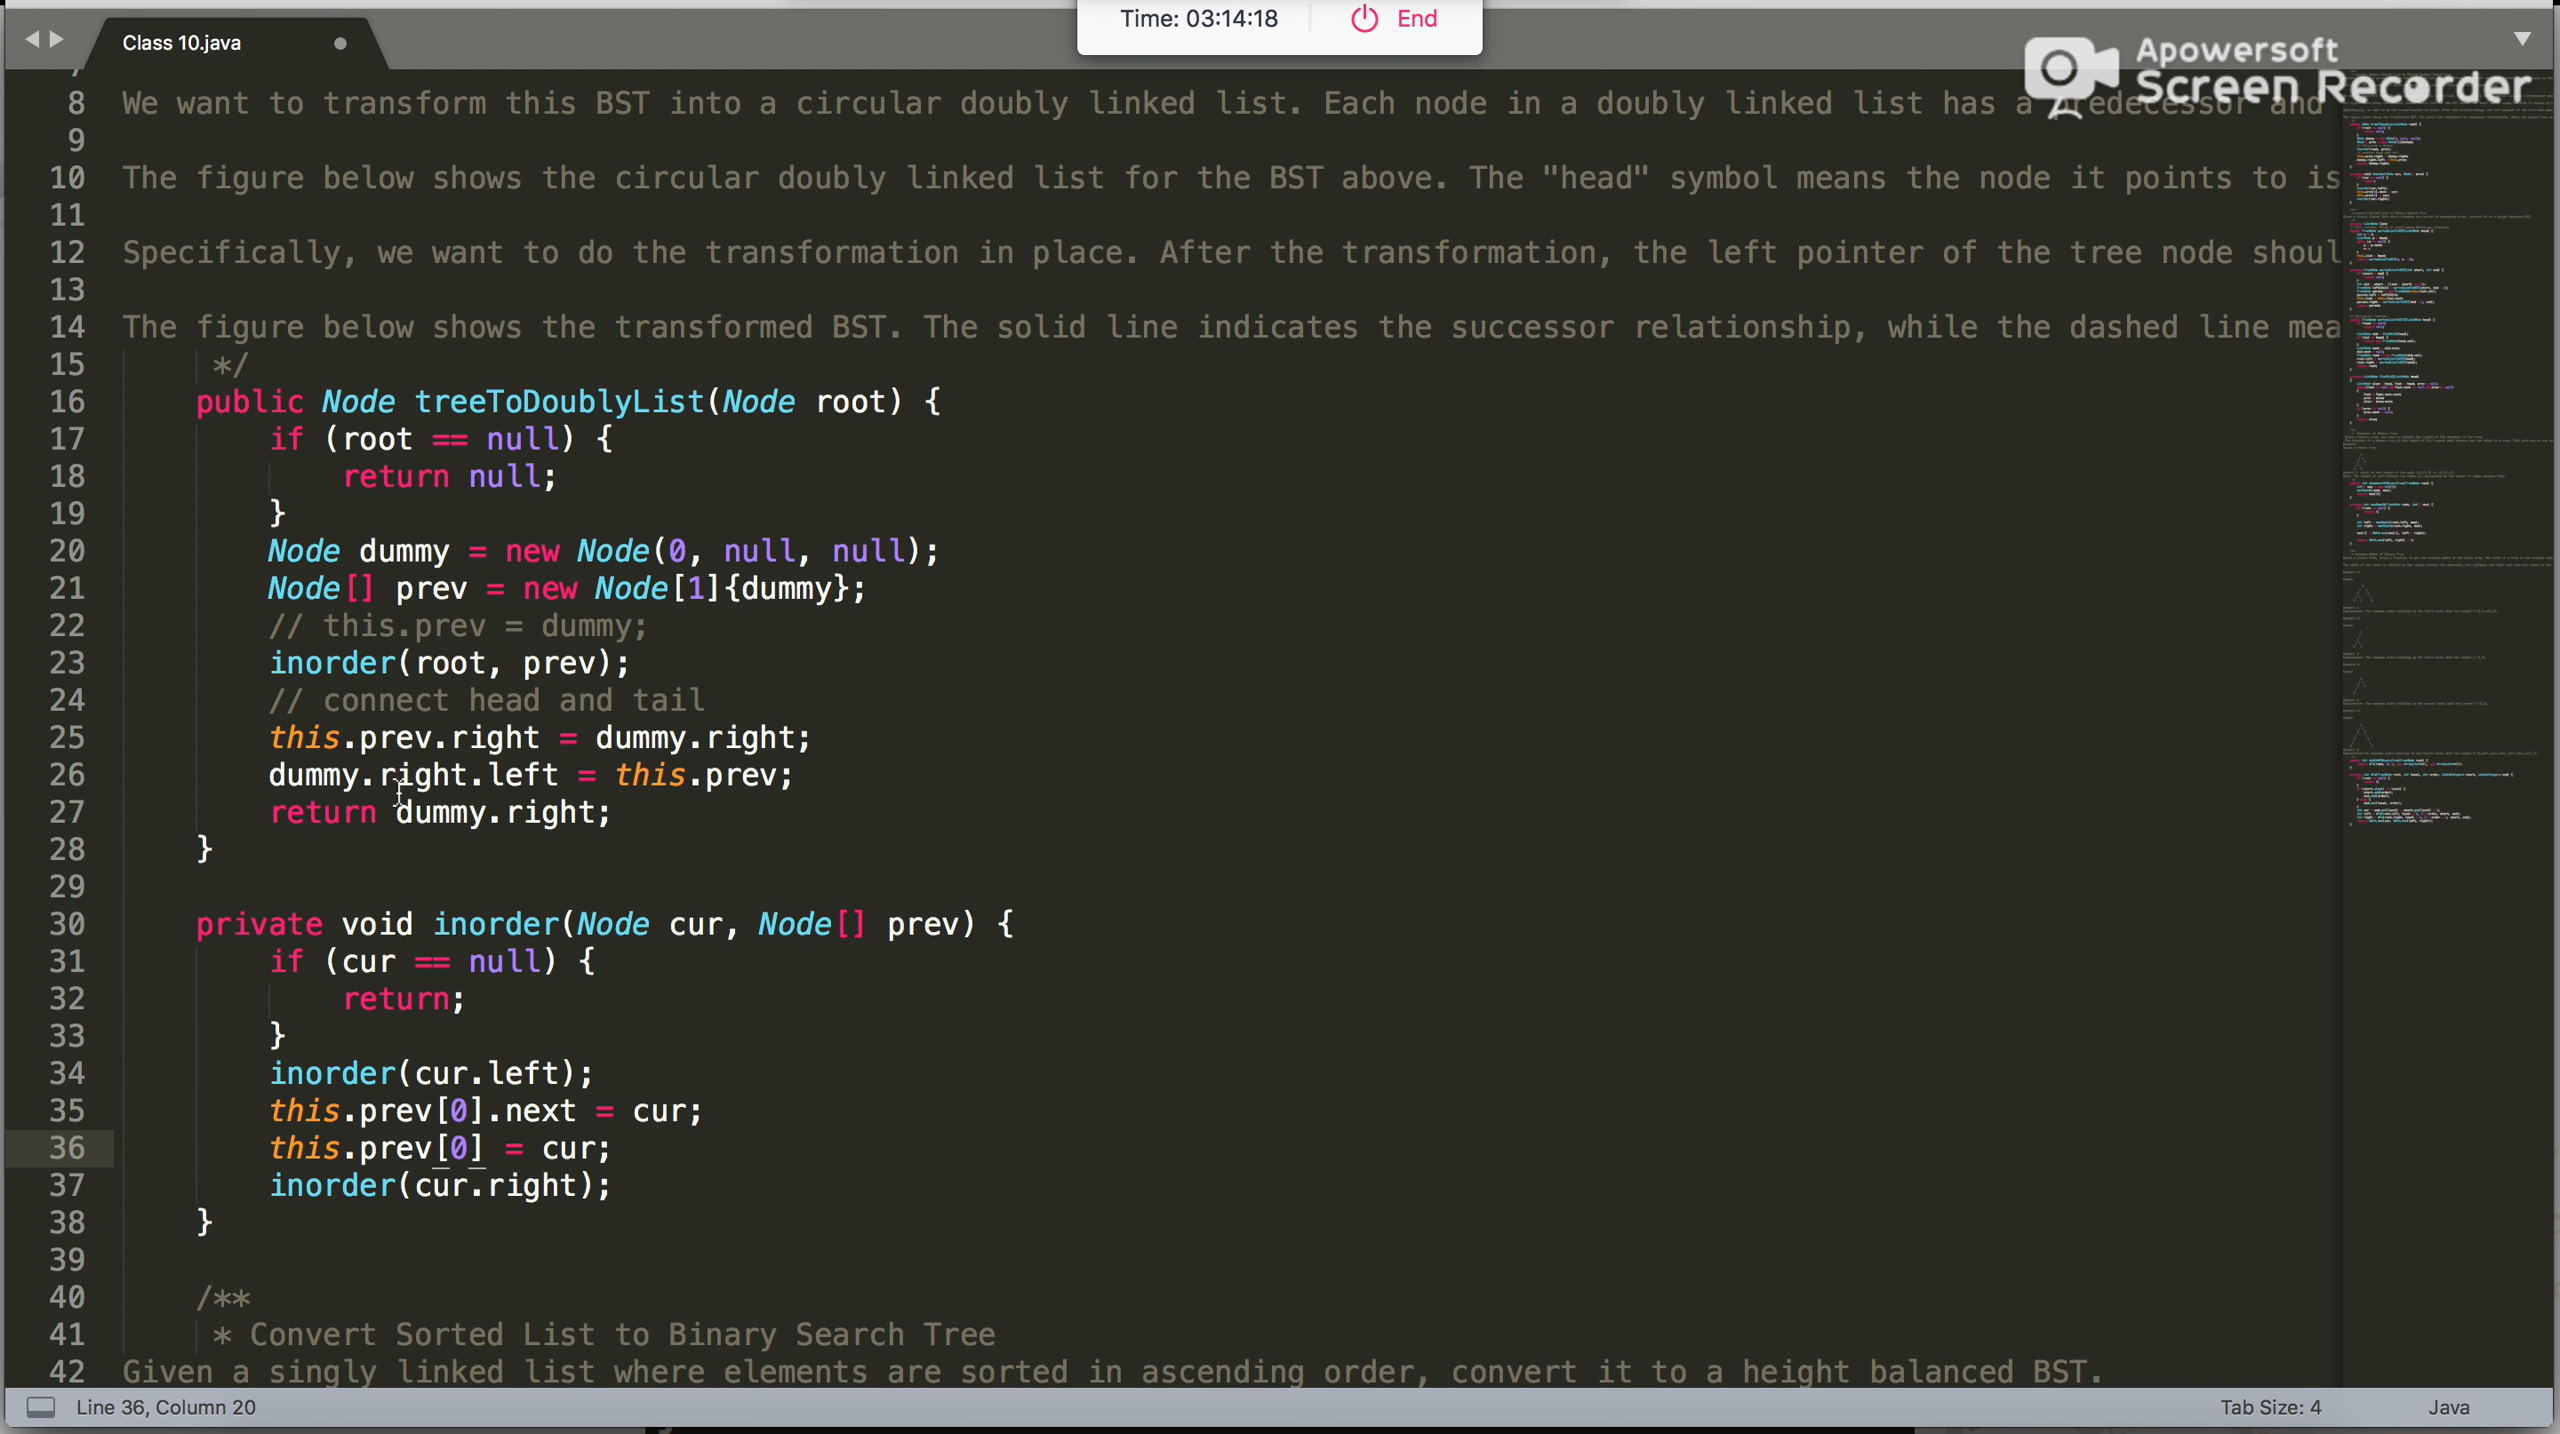 Time: 03:14:18 End
Class 10.java
Apowersoft
Screen Recorder
8 We want to transform this BST into a circular doubly linked list. Each node in a doubly linked list has a predecessor and
9
10 The figure below shows the circular doubly linked list for the BST above. The "head" symbol means the node it points to is
11
12 Specifically, we want to do the transformation in place. After the transformation, the left pointer of the tree node shoul
13
14 The figure below shows the transformed BST. The solid line indicates the successor relationship, while the dashed line mea
15 */
16 public Node treeToDoublyList(Node root) {
17 if (root == null) {
18 return null;
19 }
20 Node dummy = new Node(0, null, null);
21 Node[] prev = new Node[1]{dummy};
22 // this.prev = dummy;
23 inorder(root, prev);
24 // connect head and tail
25 this.prev.right = dummy.right;
26 dummy.right.left = this.prev;
27 return dummy.right;
28 }
29
30 private void inorder(Node cur, Node[] prev) {
31 if (cur == null) {
32 return;
33 }
34 inorder(cur.left);
35 this.prev[0].next = cur;
36 this.prev[0] = cur;
37 inorder(cur.right);
38 }
39
40 /**
41 * Convert Sorted List to Binary Search Tree
42 Given a singly linked list where elements are sorted in ascending order, convert it to a height balanced BST.
Line 36, Column 20 Tab Size: 4 Java